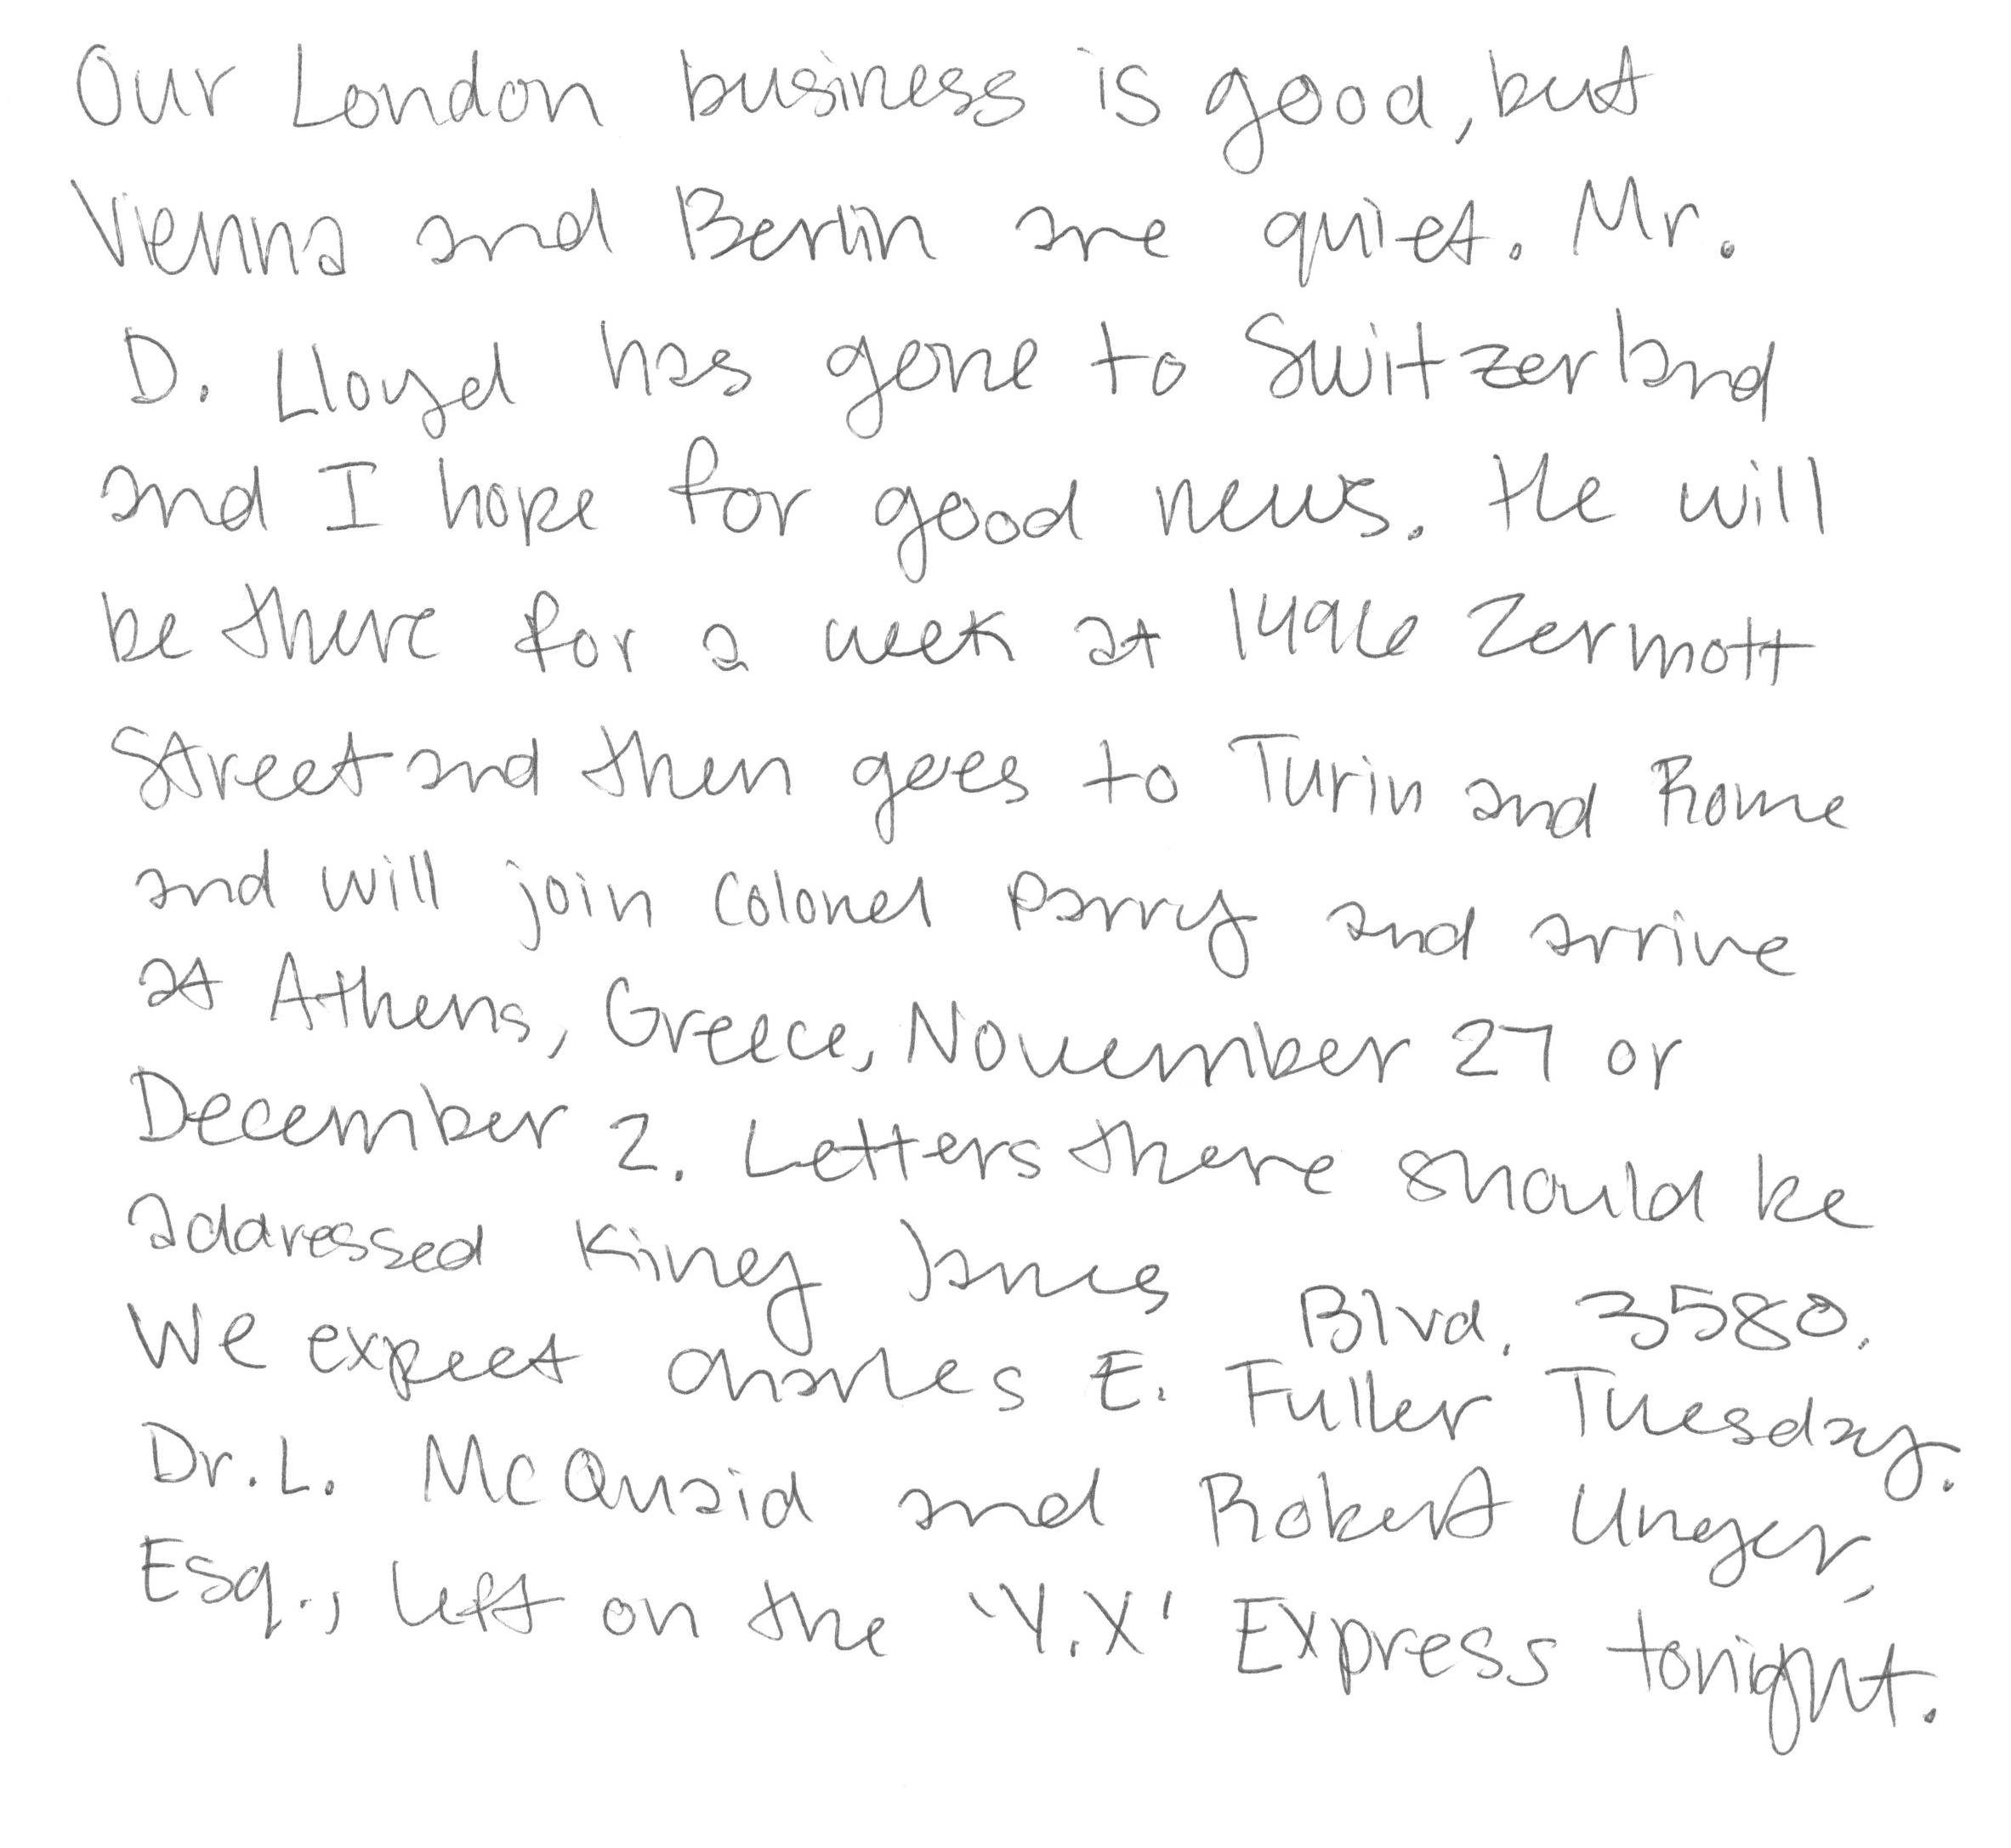 Our London business is good, but
Vienna and Berlin are quiet. Mr.
D. Lloyd has gone to Switzerland
and I hope for good news. He will
be there for a week at 1496 Zermott
Street and then goes to Turin and Rome
and will join Colonel Parry and arrive
at Athens, Greece, November 27 or
December 2. Letters there should be
addressed King James Blvd. 3580.
We expect Charles E. Fuller Tuesday.
Dr. L. McQuaid and Robert Unger,
Esq., left on the 'Y.X' Express tonight.